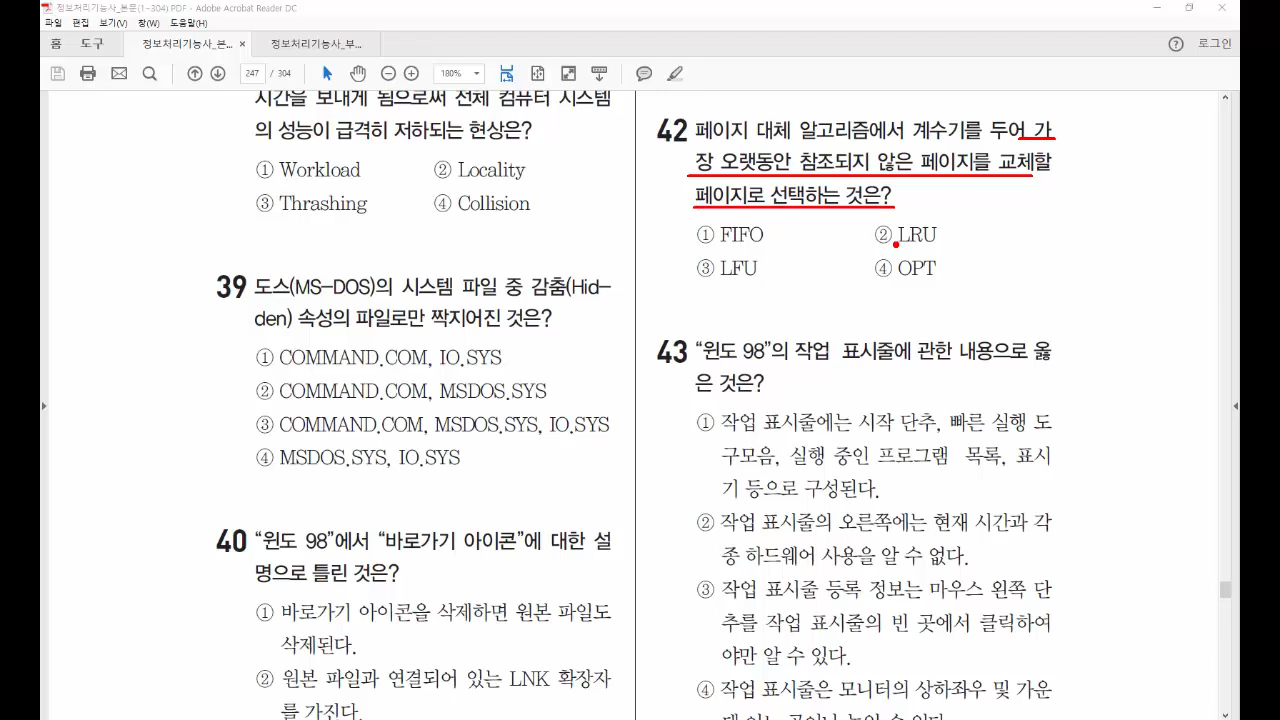 정보처리기능사_본문(1-304).PDF - Adobe Acrobat Reader DC
파일 편집 보기(V) 창(W) 도움말(H)
홈 도구 정보처리기능사_본... × 정보처리기능사_부... 로그인
247 / 304 180%
시간을 보내게 됨으로써 전체 컴퓨터 시스템
의 성능이 급격히 저하되는 현상은?
① Workload ② Locality
③ Thrashing ④ Collision
39 도스(MS-DOS)의 시스템 파일 중 감춤(Hid-
den) 속성의 파일로만 짝지어진 것은?
① COMMAND.COM, IO.SYS
② COMMAND.COM, MSDOS.SYS
③ COMMAND.COM, MSDOS.SYS, IO.SYS
④ MSDOS.SYS, IO.SYS
40 “윈도 98”에서 “바로가기 아이콘”에 대한 설
명으로 틀린 것은?
① 바로가기 아이콘을 삭제하면 원본 파일도
삭제된다.
② 원본 파일과 연결되어 있는 LNK 확장자
를 가진다.
42 페이지 대체 알고리즘에서 계수기를 두어 가
장 오랫동안 참조되지 않은 페이지를 교체할
페이지로 선택하는 것은?
① FIFO ② LRU
③ LFU ④ OPT
43 “윈도 98”의 작업 표시줄에 관한 내용으로 옳
은 것은?
① 작업 표시줄에는 시작 단추, 빠른 실행 도
구모음, 실행 중인 프로그램 목록, 표시
기 등으로 구성된다.
② 작업 표시줄의 오른쪽에는 현재 시간과 각
종 하드웨어 사용을 알 수 없다.
③ 작업 표시줄 등록 정보는 마우스 왼쪽 단
추를 작업 표시줄의 빈 곳에서 클릭하여
야만 알 수 있다.
④ 작업 표시줄은 모니터의 상하좌우 및 가운